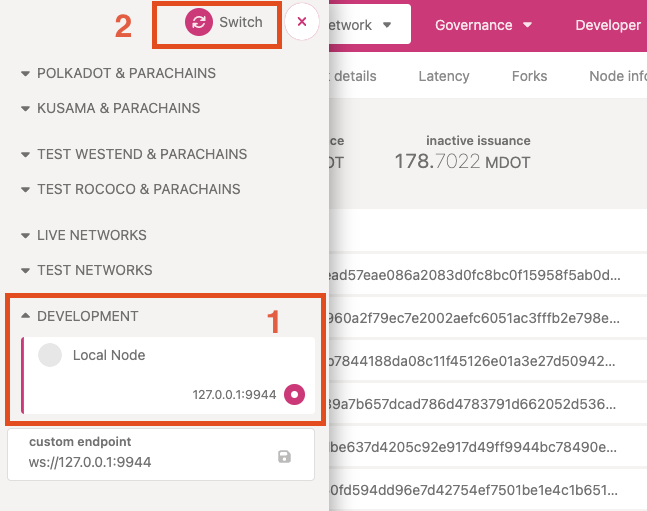 2
Switch
etwork
Governance
Developer
POLKADOT & PARACHAINS
KUSAMA & PARACHAINS
TEST WESTEND & PARACHAINS
TEST ROCOCO & PARACHAINS
LIVE NETWORKS
TEST NETWORKS
DEVELOPMENT
1
Local Node
127.0.0.1:9944
custom endpoint
ws://127.0.0.1:9944
details
Latency
Forks
Node info
ce
inactive issuance
DOT
178.7022 MDOT
ead57eae086a2083d0fc8bc0f15958f5ab0d...
960a2f79ec7e2002aefc6051ac3fffb2e798e...
b7844188da08c11f45126e01a3e27d50942...
39a7b657dcad786d4783791d662052d536...
be637d4205c92e917d49ff9944bc78490e...
0fd594dd96e7d42754ef7501be1e4c1b651...